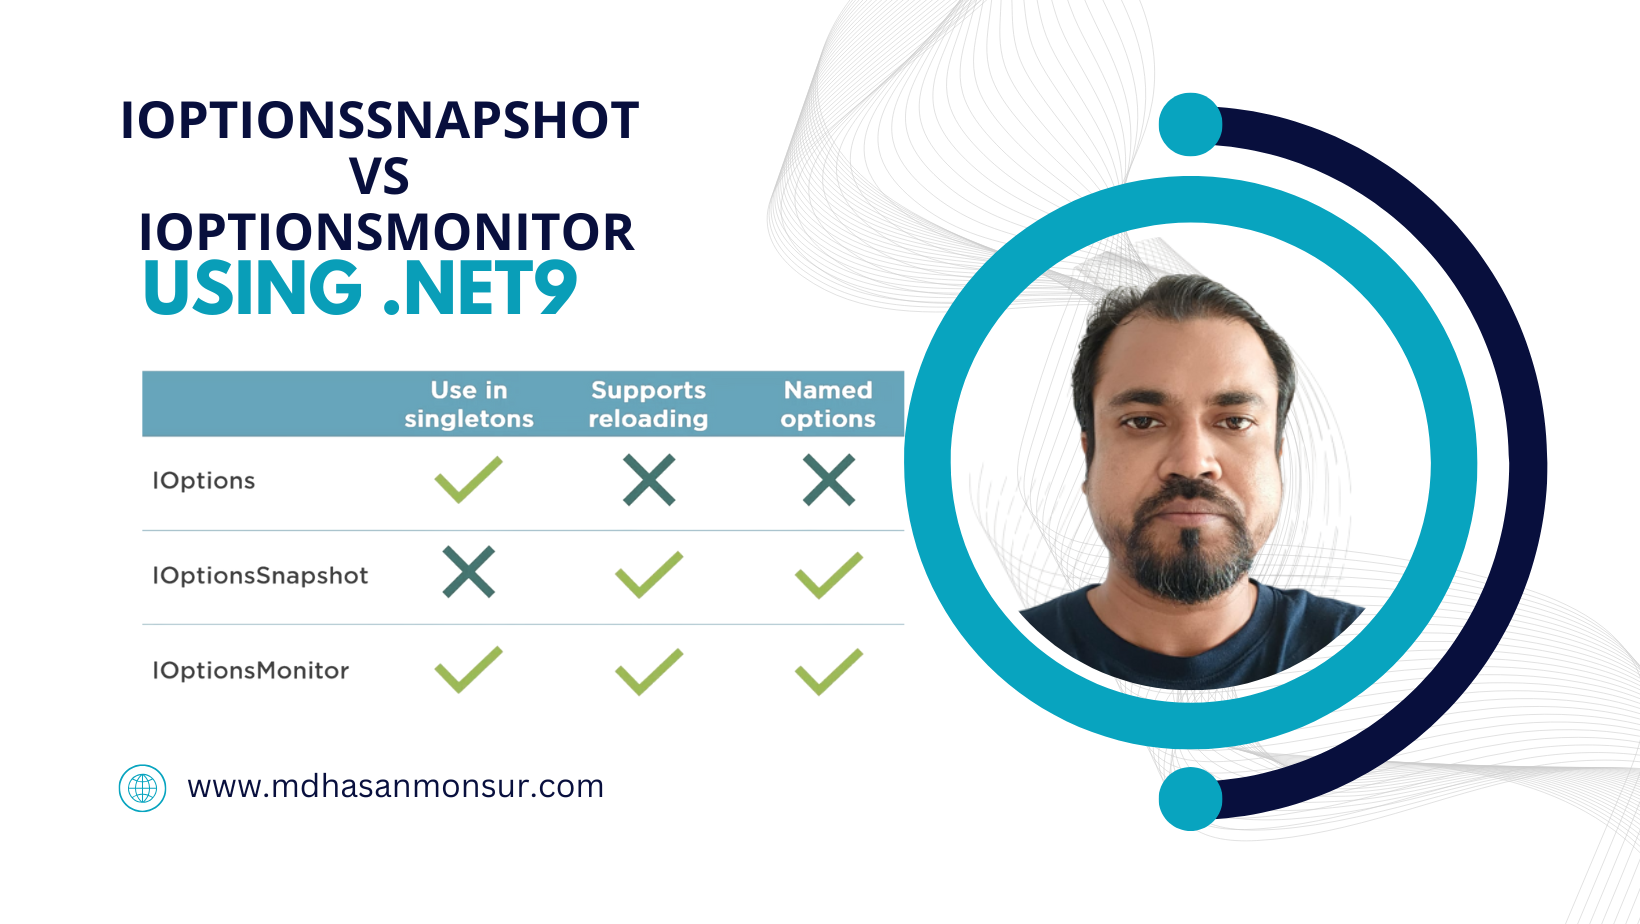 IOPTIONSSNAPSHOT
VS
IOPTIONSMONITOR
USING .NET9
Use in singletons
Supports reloading
Named options
IOptions
IOptionsSnapshot
IOptionsMonitor
www.mdhasanmonsur.com